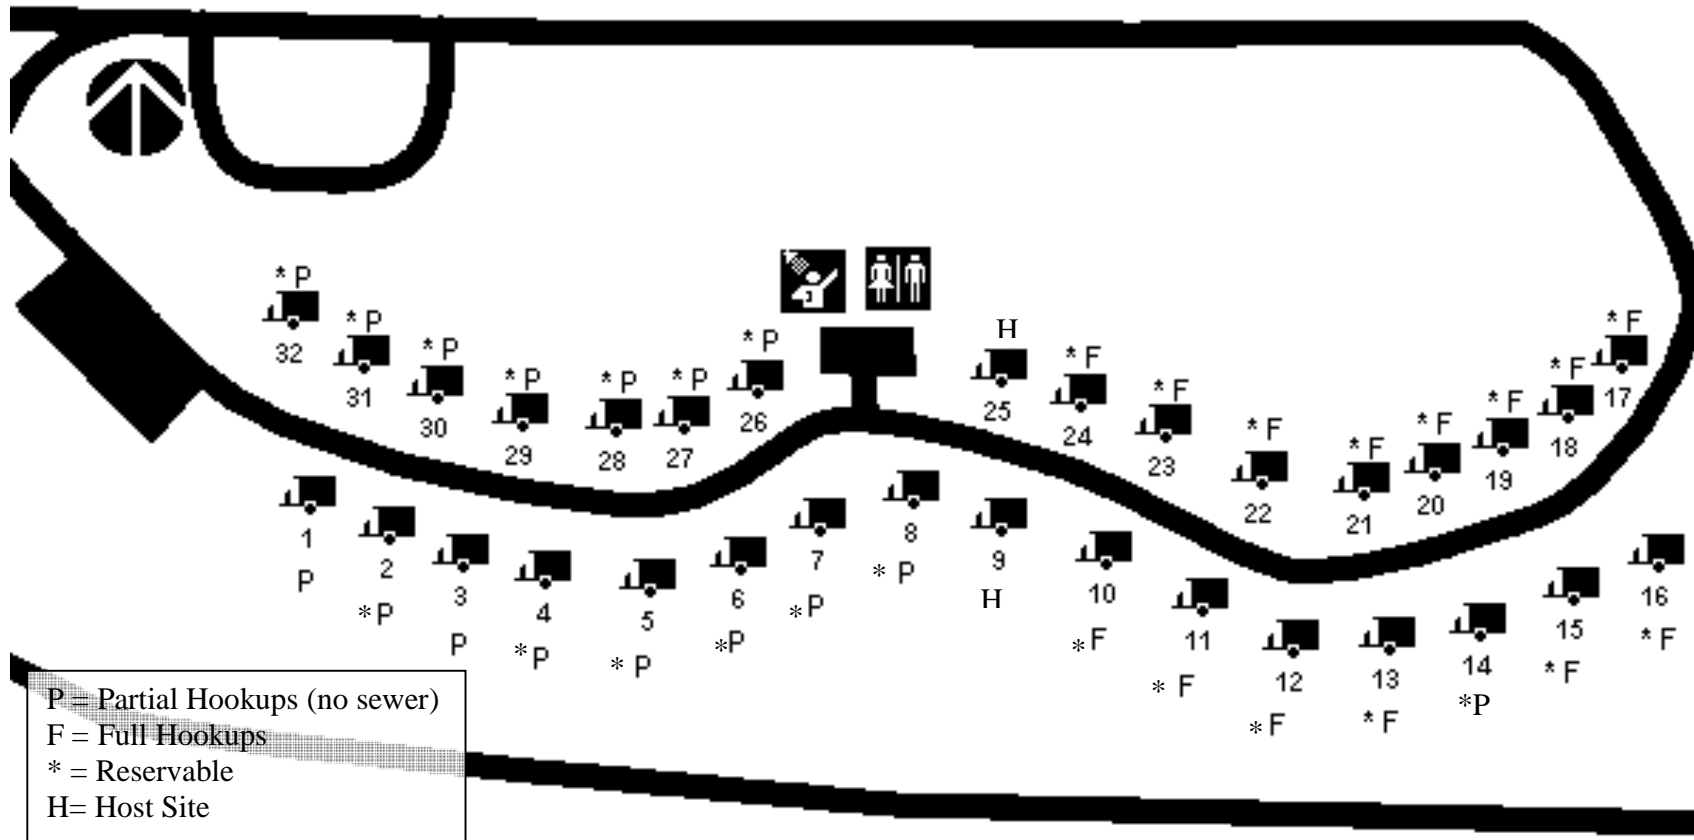 * P
32
* P
31
* P
30
* P
29
* P
28
* P
27
* P
26
H
25
* F
24
* F
23
* F
22
* F
21
* F
20
* F
19
* F
18
* F
17
1
P
2
*P
3
P
4
*P
5
* P
6
*P
7
*P
8
* P
9
H
10
*F
11
* F
12
*F
13
*F
14
*P
15
*F
16
*F
P = Partial Hookups (no sewer)
F = Full Hookups
* = Reservable
H= Host Site